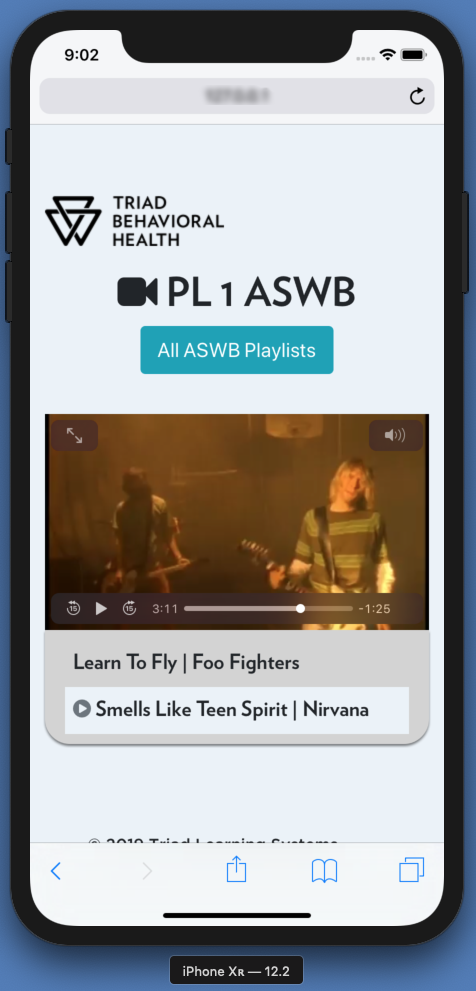 9:02
TRIAD
BEHAVIORAL
HEALTH
PL 1 ASWB
All ASWB Playlists
15
15
3:11
-1:25
Learn To Fly | Foo Fighters
Smells Like Teen Spirit | Nirvana
© 2019 Triad Learning Systems
iPhone Xʀ — 12.2